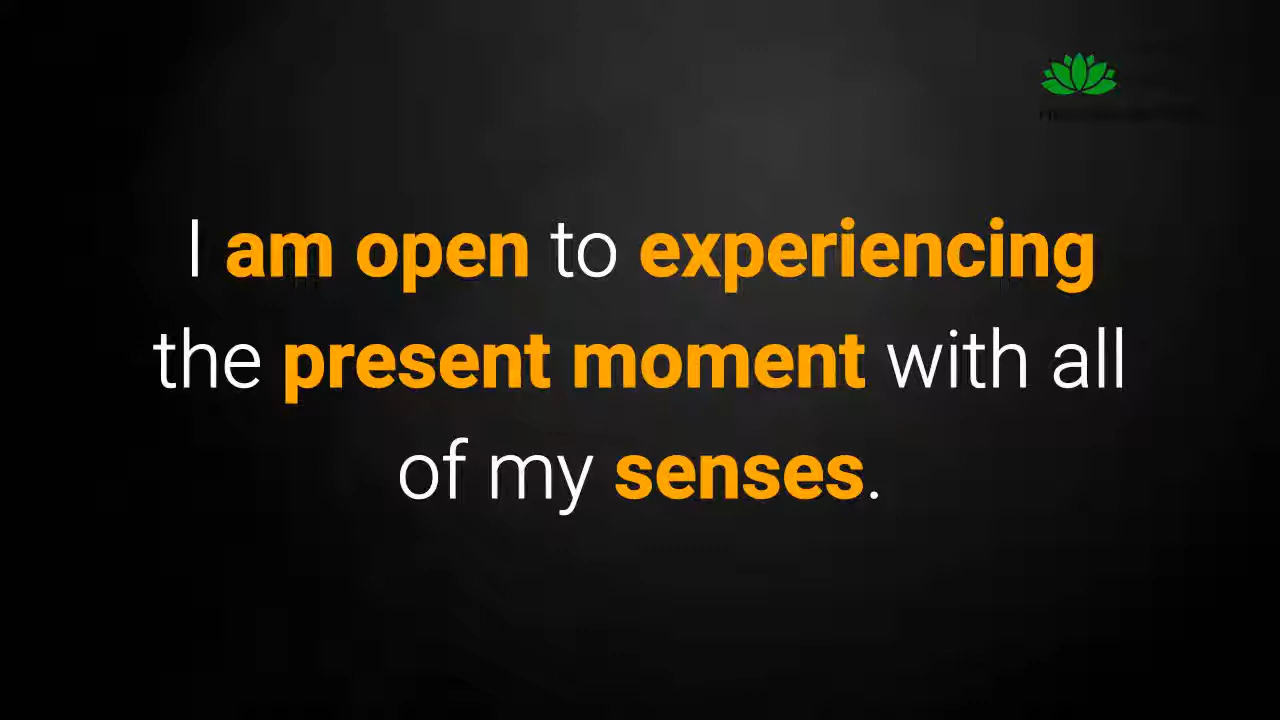 I am open to experiencing
the present moment with all
of my senses.